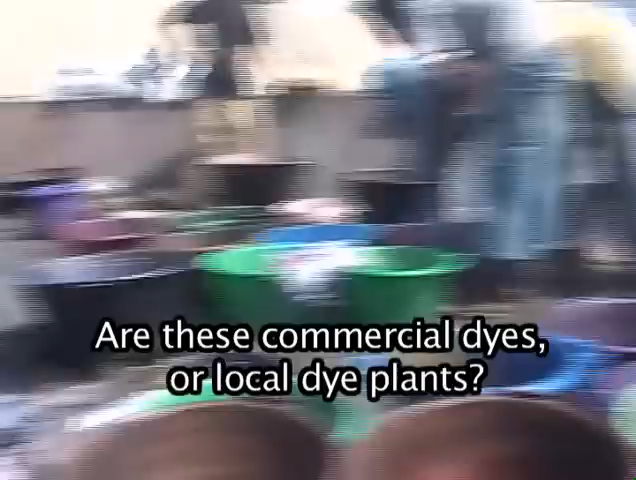 Are these commercial dyes,
or local dye plants?